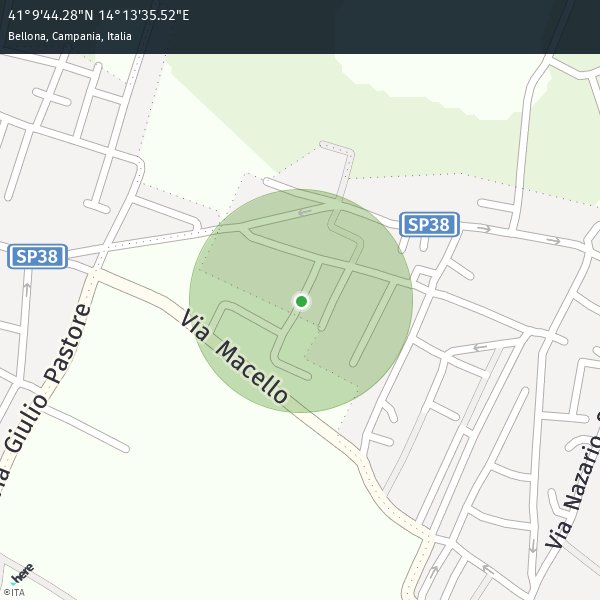 41°9'44.28"N 14°13'35.52"E
Bellona, Campania, Italia
SP38
SP38
Via Macello
Giulio Pastore
Via Nazario
here
©ITA